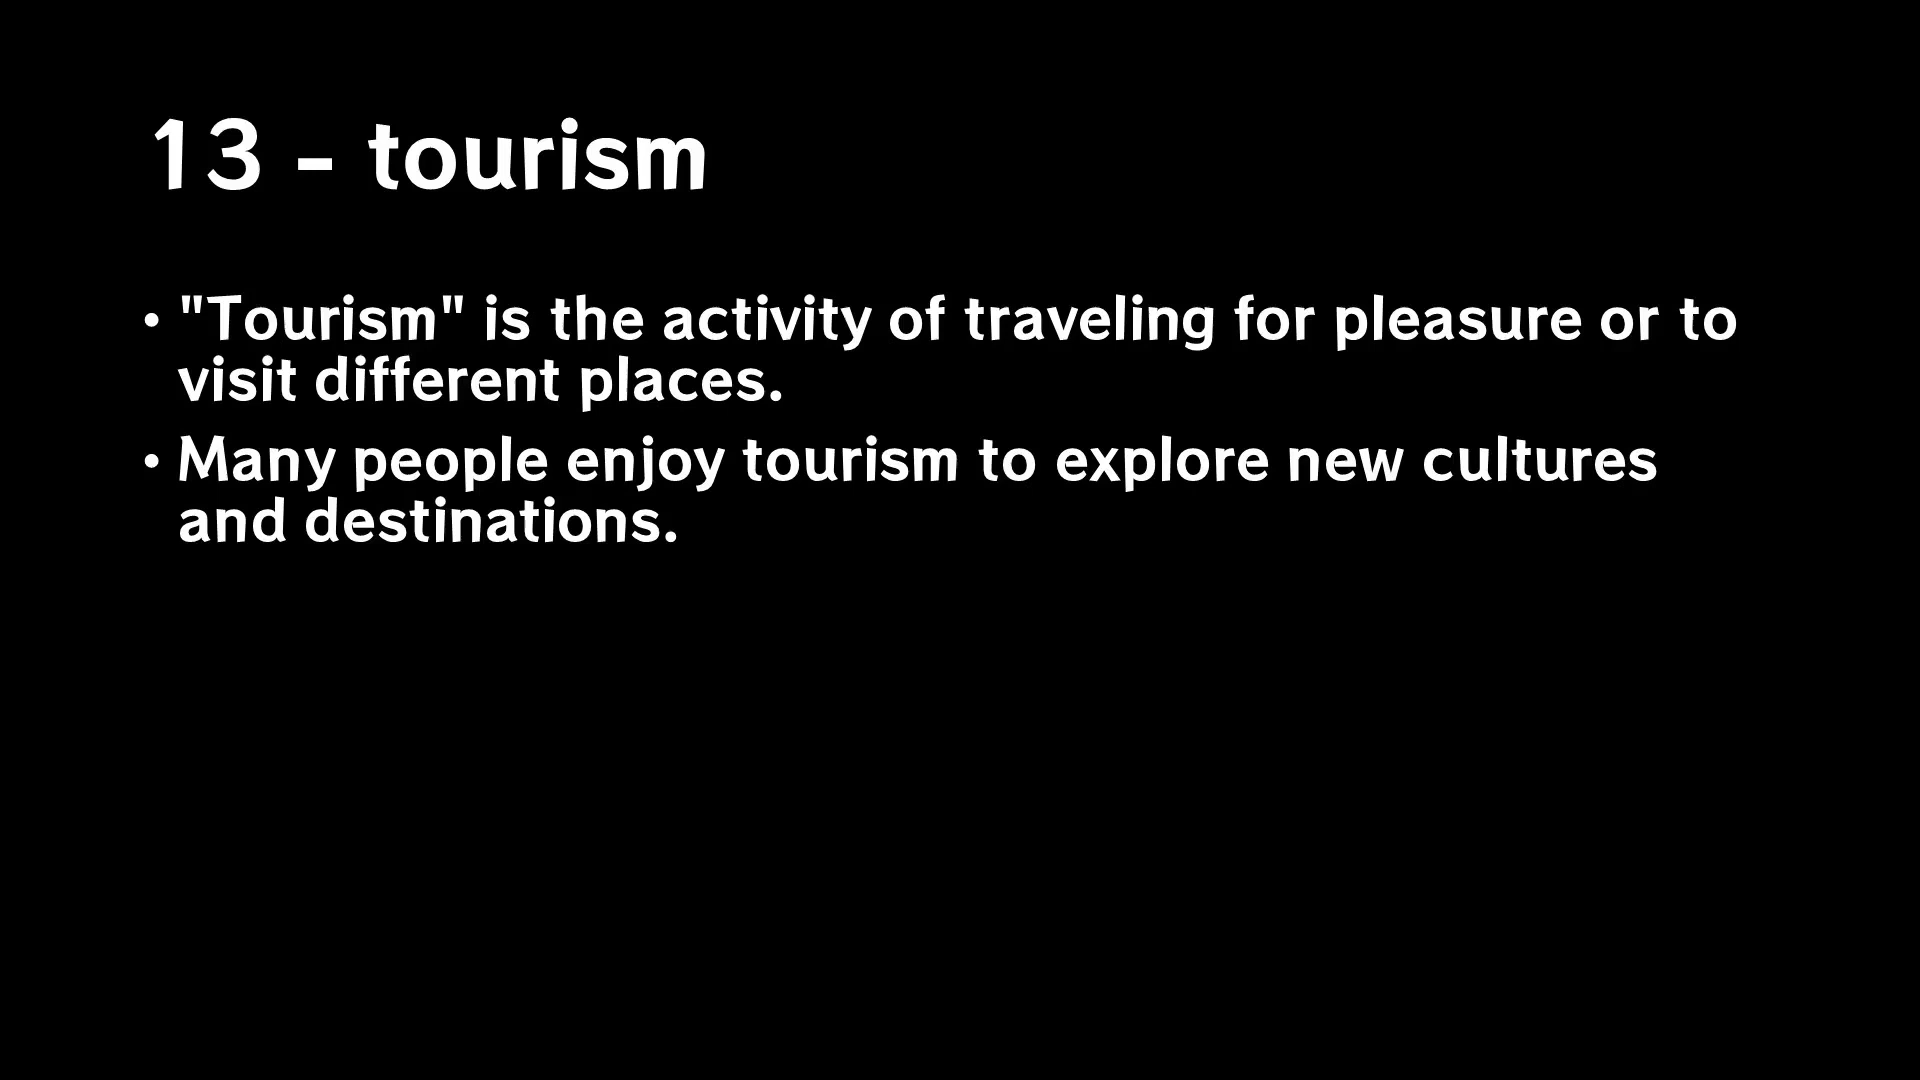 13 - tourism
• "Tourism" is the activity of traveling for pleasure or to
visit different places.
• Many people enjoy tourism to explore new cultures
and destinations.